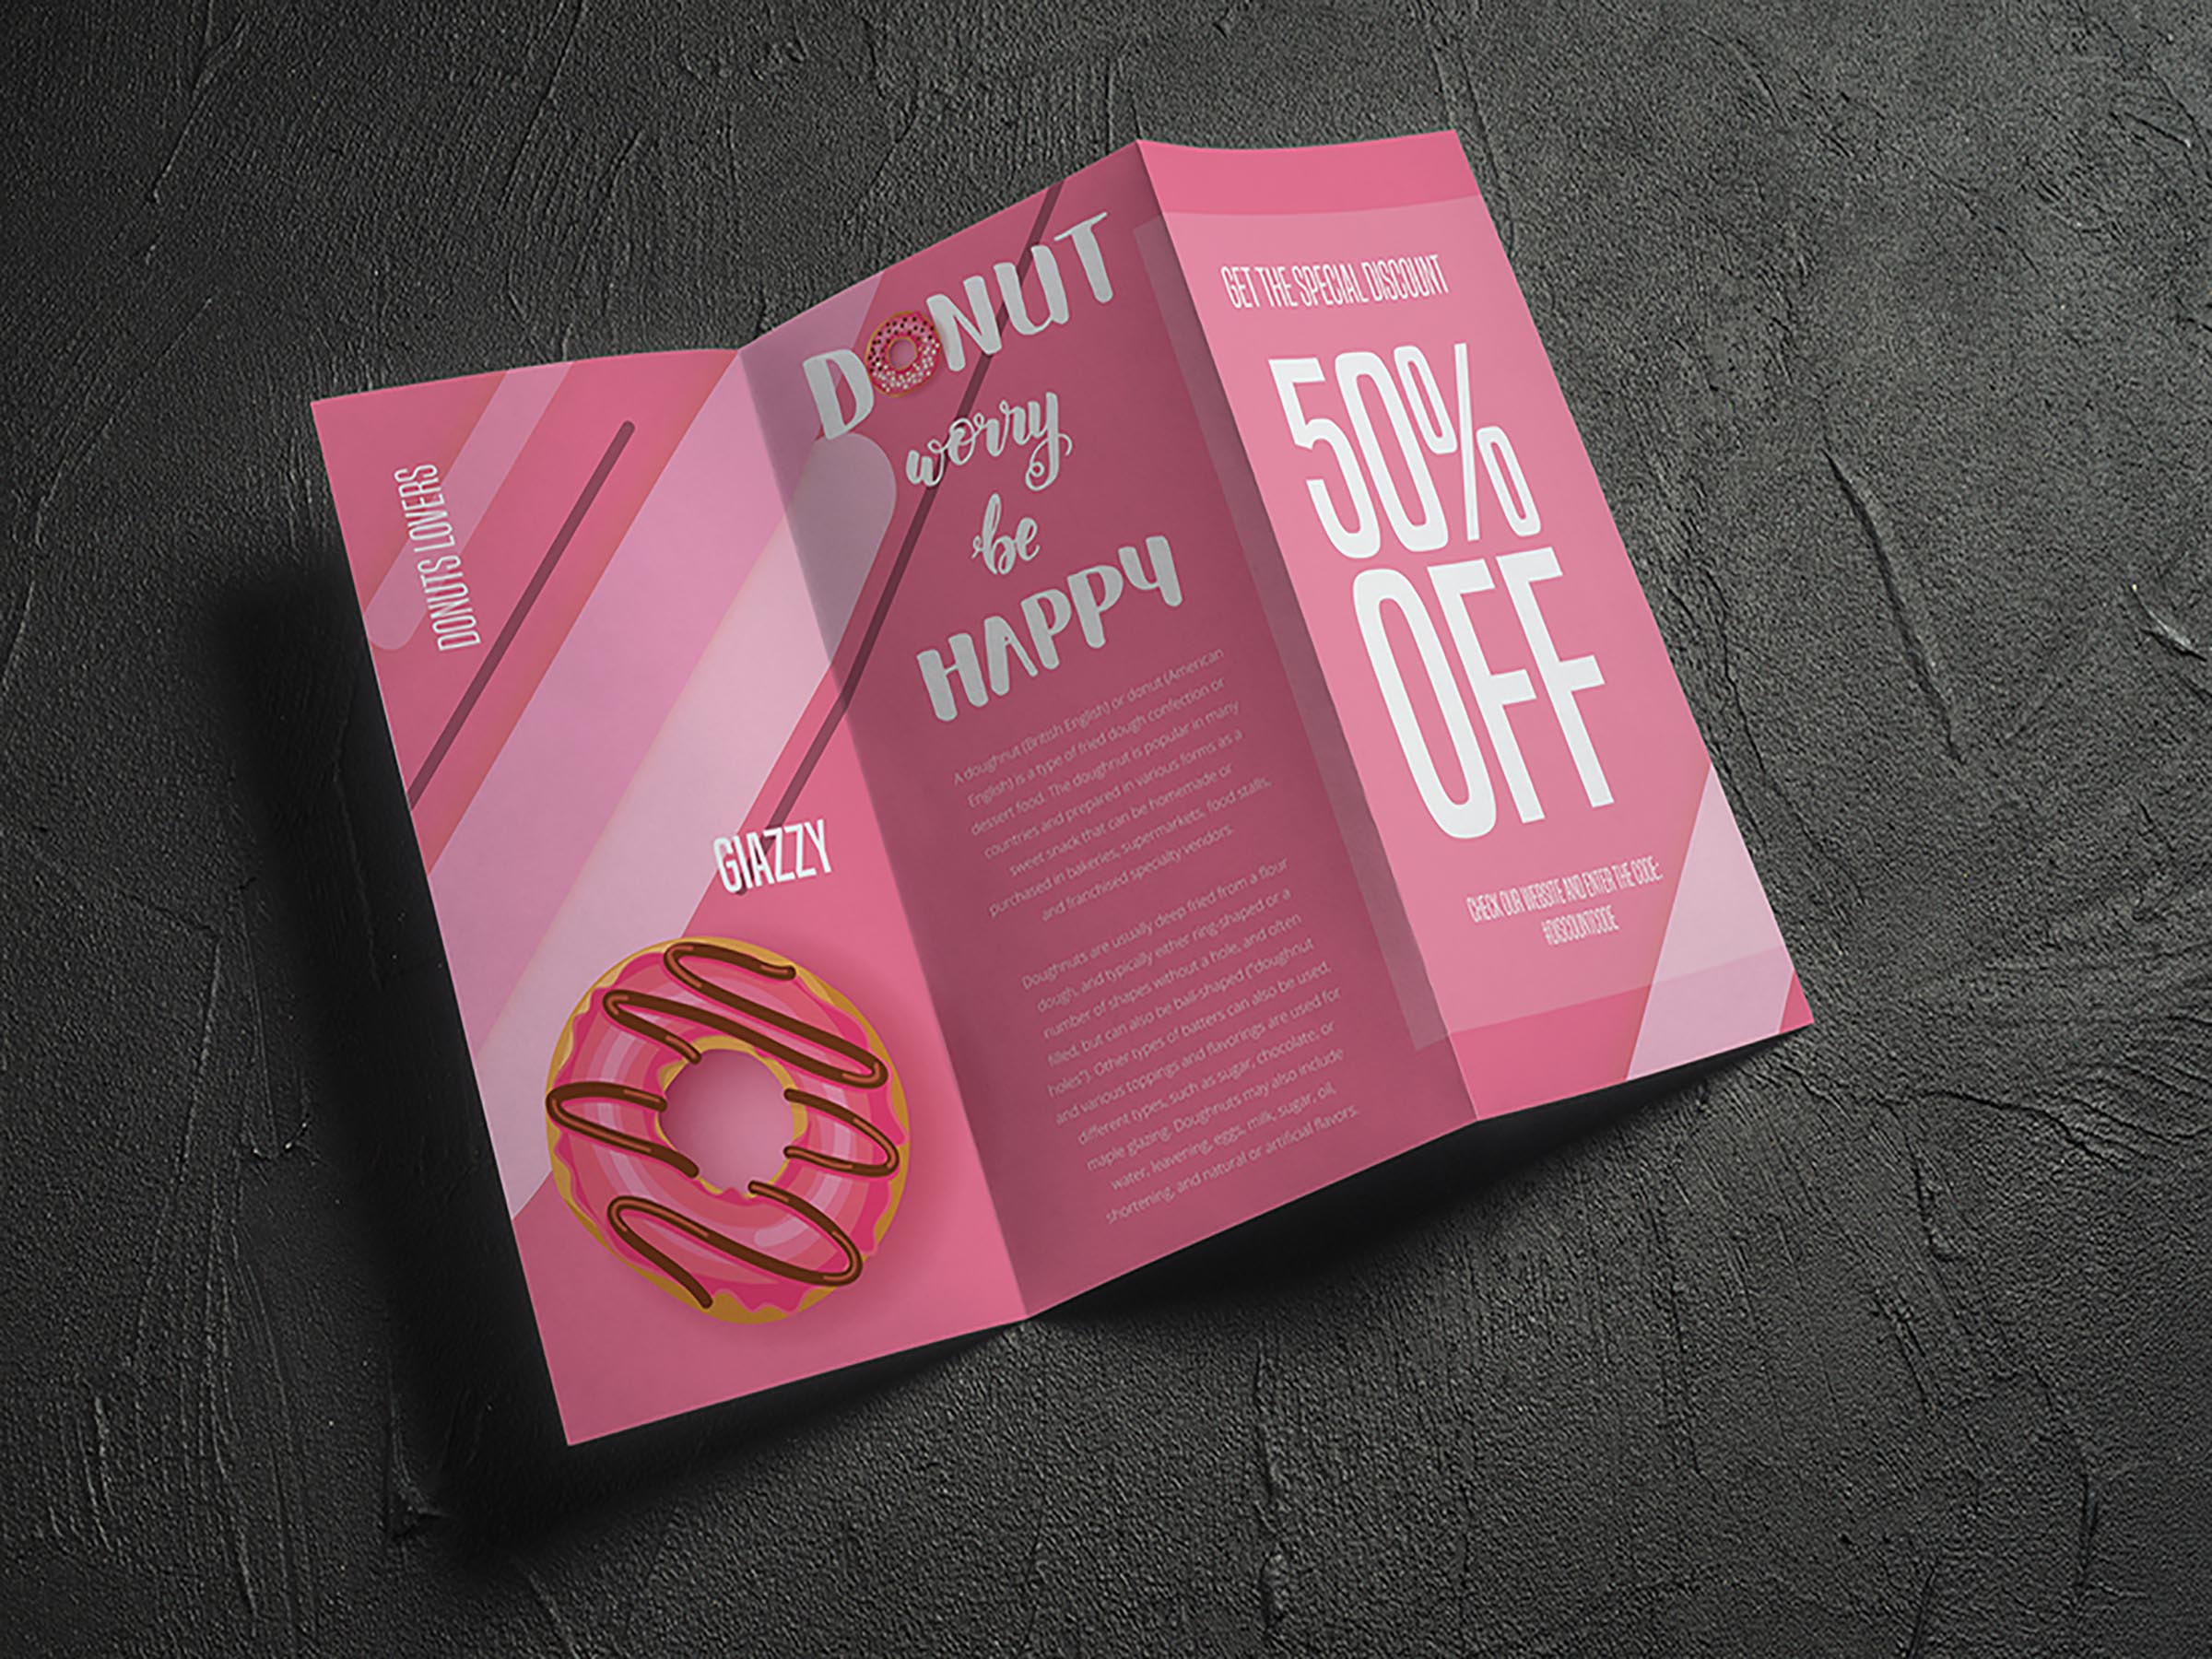 DONUTS LOVERS
GIAZZY
DONUT
worry
be
HAPPY
A doughnut (British English) or donut (American
English) is a type of fried dough confection or
dessert food. The doughnut is popular in many
countries and prepared in various forms as a
sweet snack that can be homemade or
purchased in bakeries, supermarkets, food stalls,
and franchised specialty vendors.
Doughnuts are usually deep fried from a flour
dough, and typically either ring-shaped or a
number of shapes without a hole, and often
filled, but can also be ball-shaped ("doughnut
holes"). Other types of batters can also be used,
and various toppings and flavorings are used for
different types, such as sugar, chocolate, or
maple glazing. Doughnuts may also include
water, leavening, eggs, milk, sugar, oil,
shortening, and natural or artificial flavors.
GET THE SPECIAL DISCOUNT
50%
OFF
CHECK OUR WEBSITE AND ENTER THE CODE:
#DISCOUNTCODE